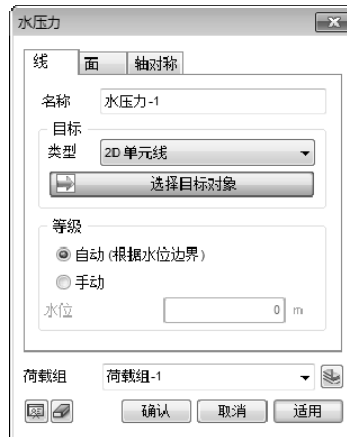 水压力
线 面 轴对称
名称 水压力-1
目标
类型 2D 单元线
选择目标对象
等级
自动 (根据水位边界)
手动
水位 0 m
荷载组 荷载组-1
确认 取消 适用